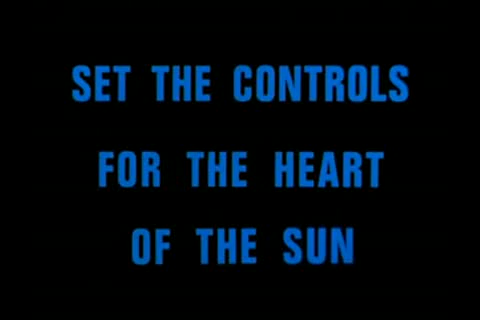 SET THE CONTROLS
FOR THE HEART
OF THE SUN